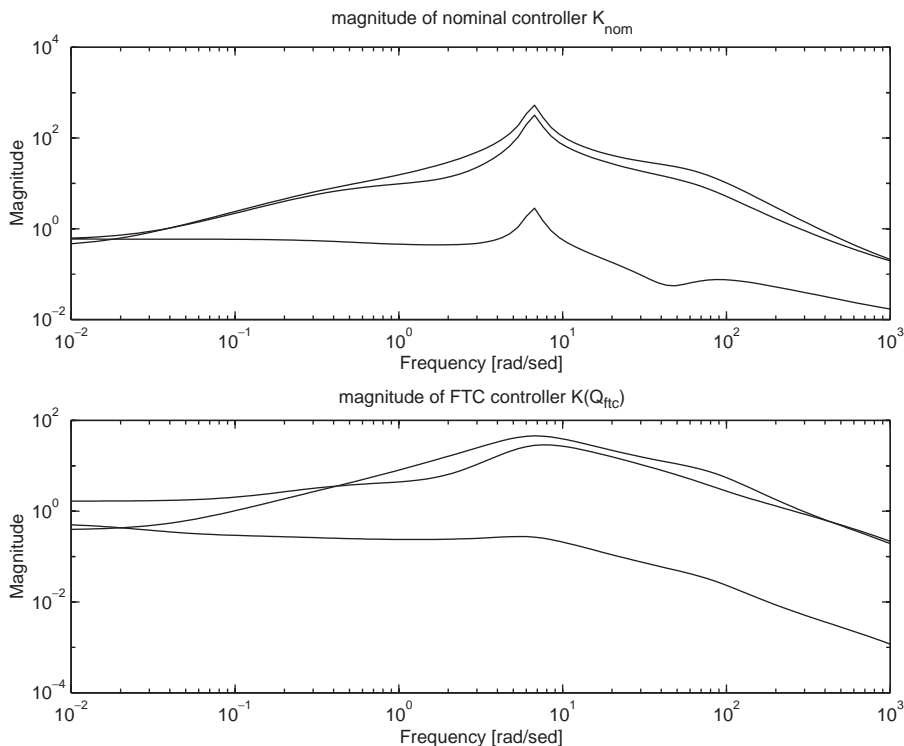 magnitude of nominal controller K_nom
10^4
10^2
10^0
10^−2
Magnitude
10^−2 10^−1 10^0 10^1 10^2 10^3
Frequency [rad/sed]
magnitude of FTC controller K(Q_ftc)
10^2
10^0
10^−2
10^−4
Magnitude
10^−2 10^−1 10^0 10^1 10^2 10^3
Frequency [rad/sed]